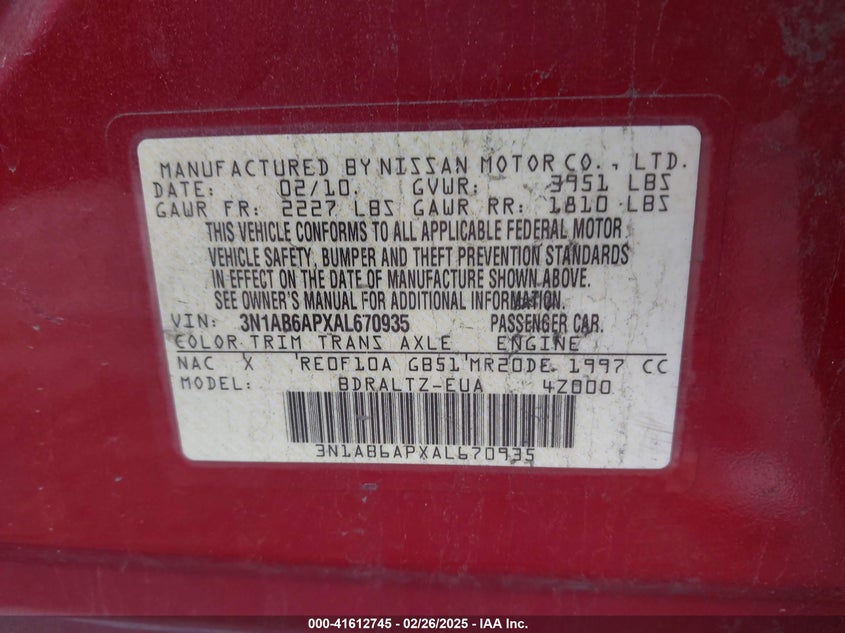 MANUFACTURED BY NISSAN MOTOR CO., LTD.
DATE: 02/10. GVWR: 3951 LBS
GAWR FR: 2227 LBS GAWR RR: 1810 LBS
THIS VEHICLE CONFORMS TO ALL APPLICABLE FEDERAL MOTOR
VEHICLE SAFETY, BUMPER AND THEFT PREVENTION STANDARDS
IN EFFECT ON THE DATE OF MANUFACTURE SHOWN ABOVE.
SEE OWNER'S MANUAL FOR ADDITIONAL INFORMATION.
VIN: 3N1AB6APXAL670935 PASSENGER CAR.
COLOR TRIM TRANS AXLE ENGINE
NAC X RE0F10A GB51 MR20DE 1997 CC
MODEL: BDRALTZ-EUA 4Z000
3N1AB6APXAL670935
000-41612745 - 02/26/2025 - IAA Inc.